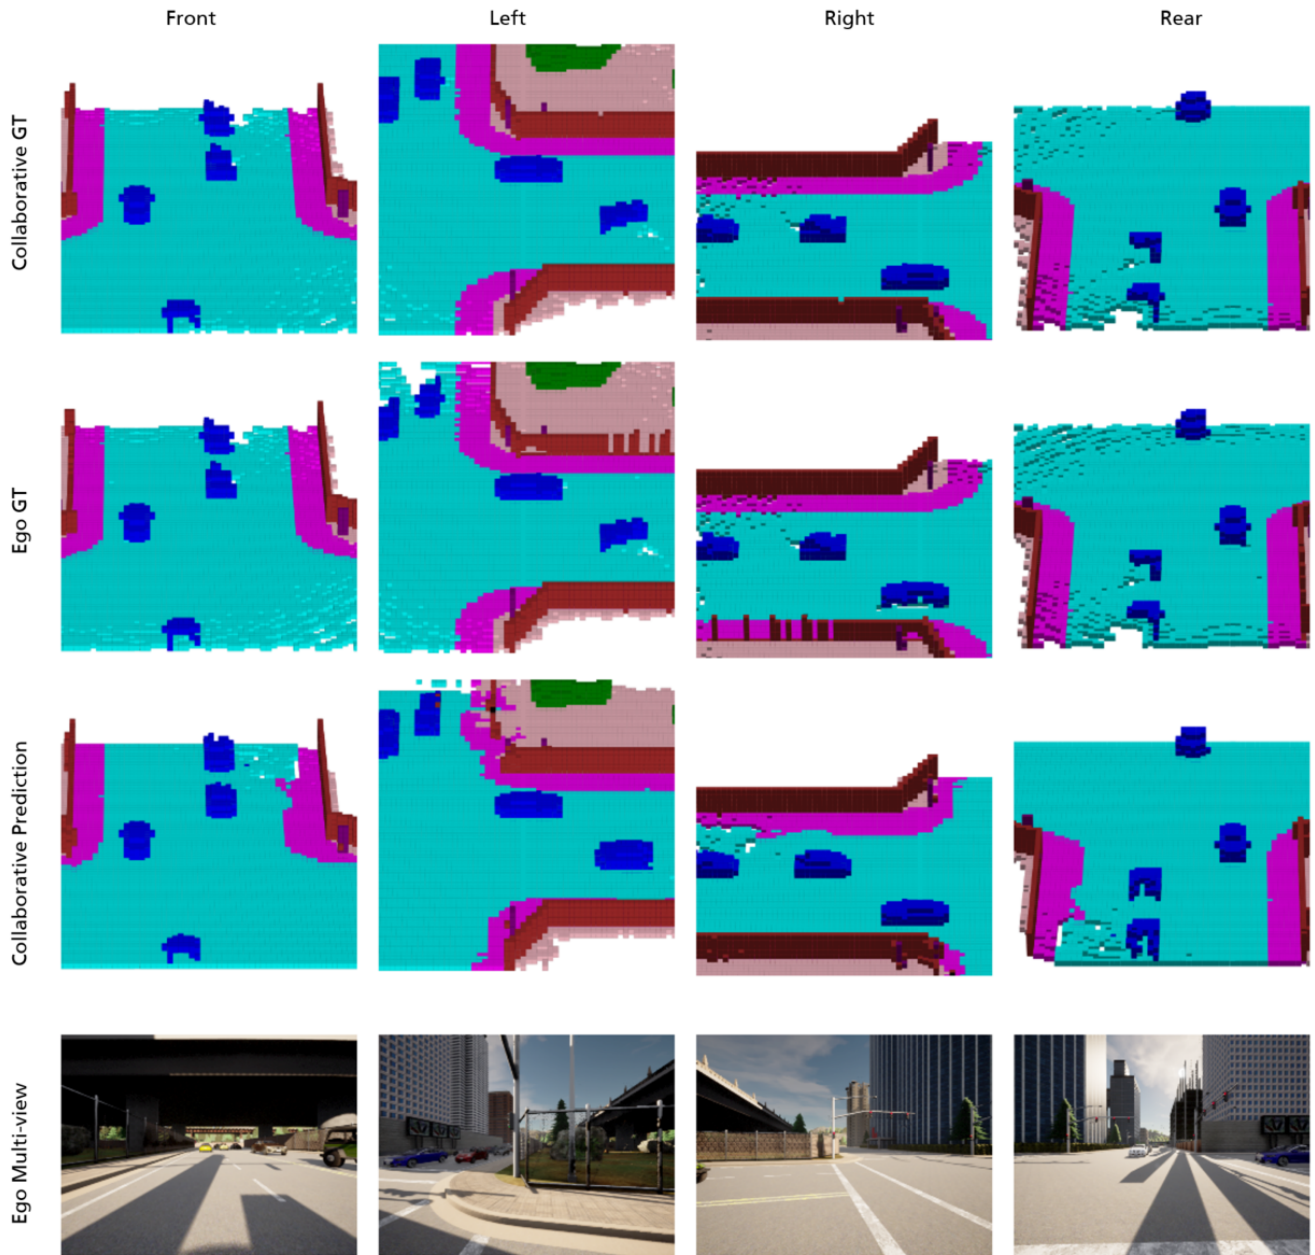 Front
Left
Right
Rear
Collaborative GT
Ego GT
Collaborative Prediction
Ego Multi-view